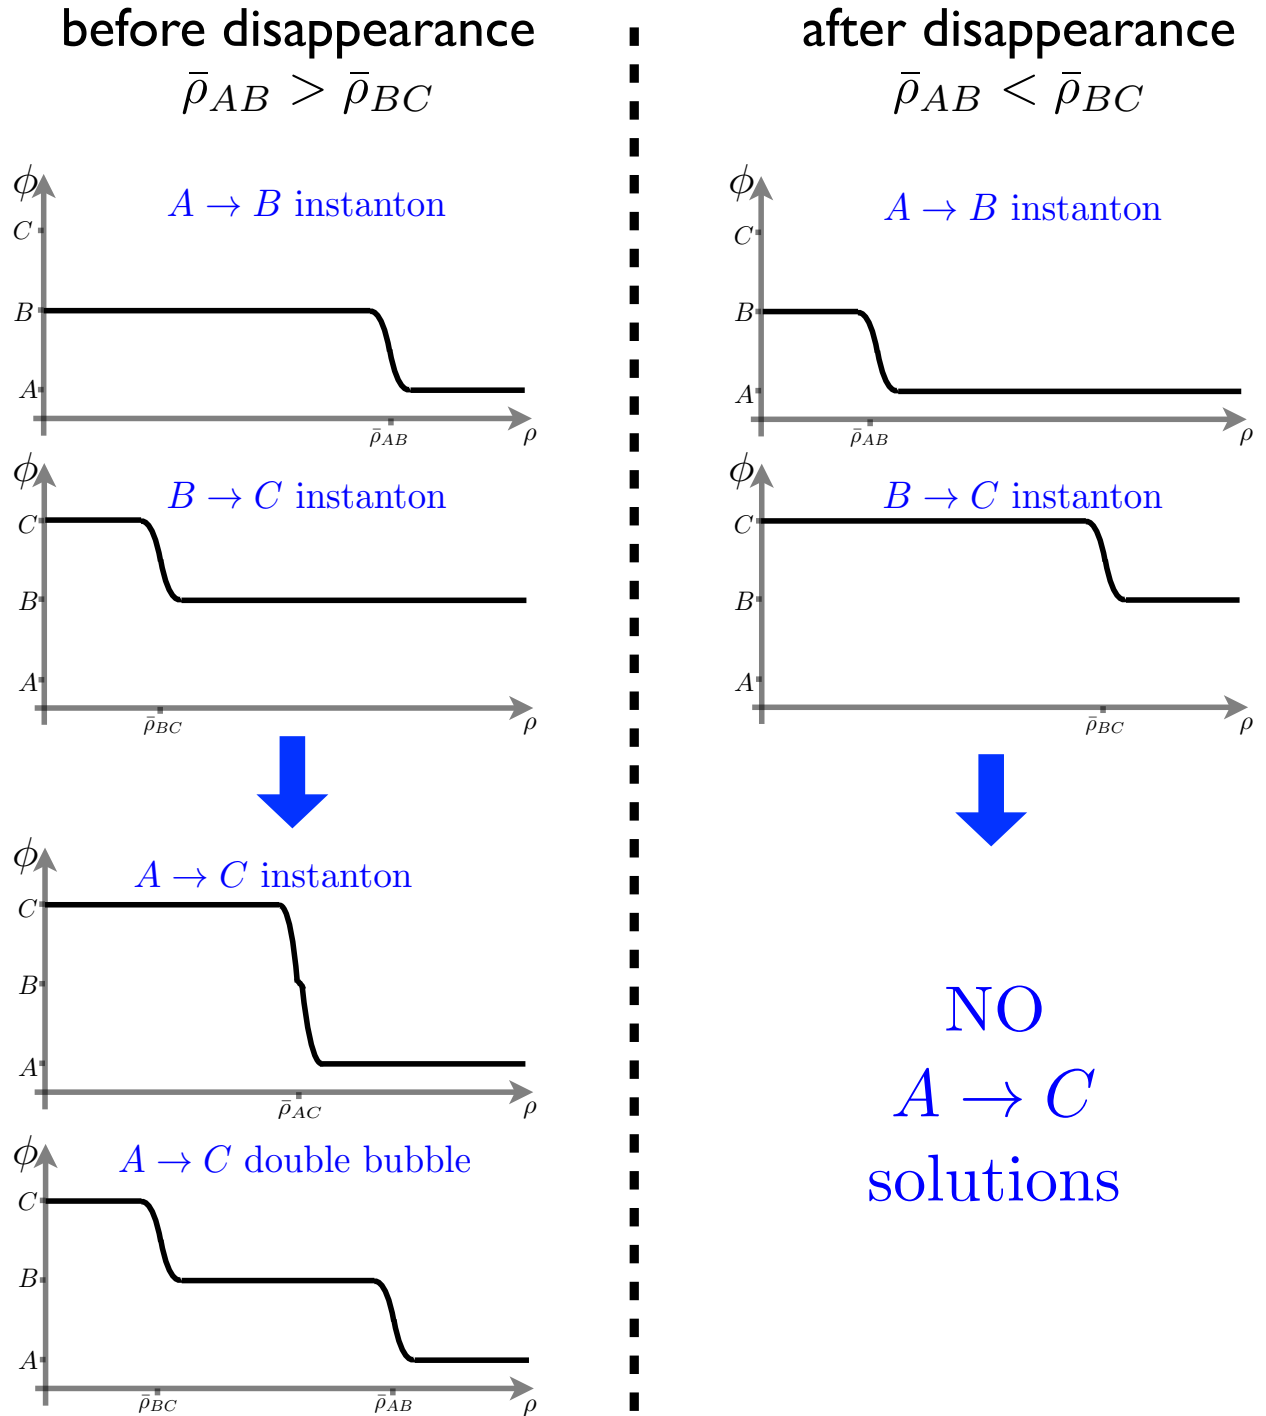 before disappearance
ρ̄_AB > ρ̄_BC
ϕ
A → B instanton
C
B
A
ρ̄_AB
ρ
ϕ
B → C instanton
C
B
A
ρ̄_BC
ρ
ϕ
A → C instanton
C
B
A
ρ̄_AC
ρ
ϕ
A → C double bubble
C
B
A
ρ̄_BC
ρ̄_AB
ρ
after disappearance
ρ̄_AB < ρ̄_BC
ϕ
A → B instanton
C
B
A
ρ̄_AB
ρ
ϕ
B → C instanton
C
B
A
ρ̄_BC
ρ
NO
A → C
solutions